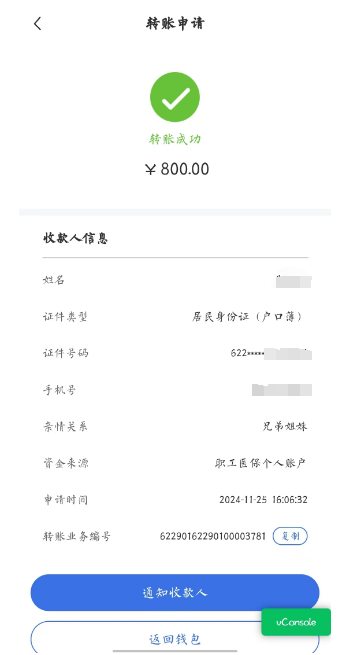 转账申请
转账成功
￥800.00
收款人信息
姓名
证件类型 居民身份证（户口簿）
证件号码 622*****
手机号
亲情关系 兄弟姐妹
资金来源 职工医保个人账户
申请时间 2024-11-25 16:06:32
转账业务编号 62290162290100003781 复制
通知收款人
vConsole
返回钱包